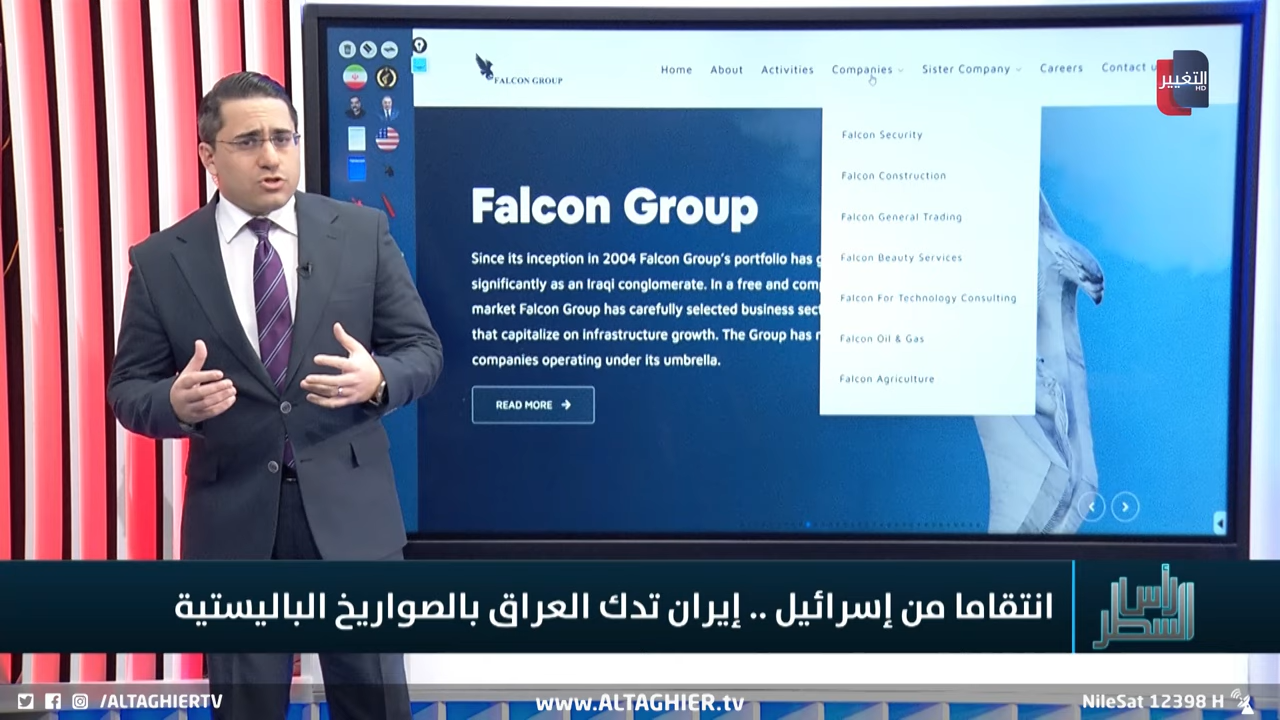 FALCON GROUP
Home About Activities Companies Sister Company Careers Contact u
التغيير
HD
Falcon Security
Falcon Construction
Falcon General Trading
Falcon Beauty Services
Falcon For Technology Consulting
Falcon Oil & Gas
Falcon Agriculture
Falcon Group
Since its inception in 2004 Falcon Group's portfolio has g
significantly as an Iraqi conglomerate. In a free and com
market Falcon Group has carefully selected business sect
that capitalize on infrastructure growth. The Group has
companies operating under its umbrella.
READ MORE
انتقاما من إسرائيل .. إيران تدك العراق بالصواريخ الباليستية
رأس
السطر
/ALTAGHIERTV
www.ALTAGHIER.tv
NileSat 12398 H